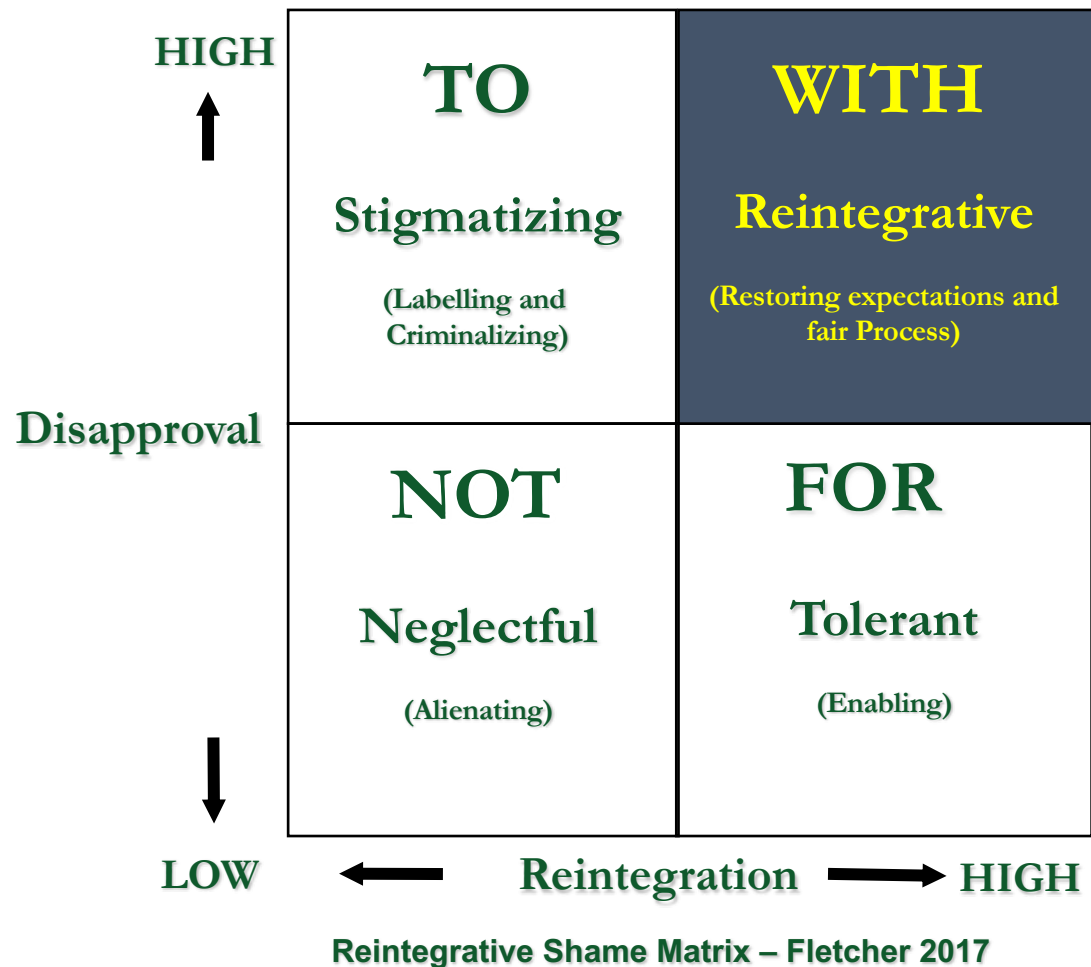 HIGH
TO
WITH
Stigmatizing
Reintegrative
(Labelling and
Criminalizing)
(Restoring expectations and
fair Process)
Disapproval
NOT
FOR
Neglectful
Tolerant
(Alienating)
(Enabling)
LOW
Reintegration
HIGH
Reintegrative Shame Matrix – Fletcher 2017